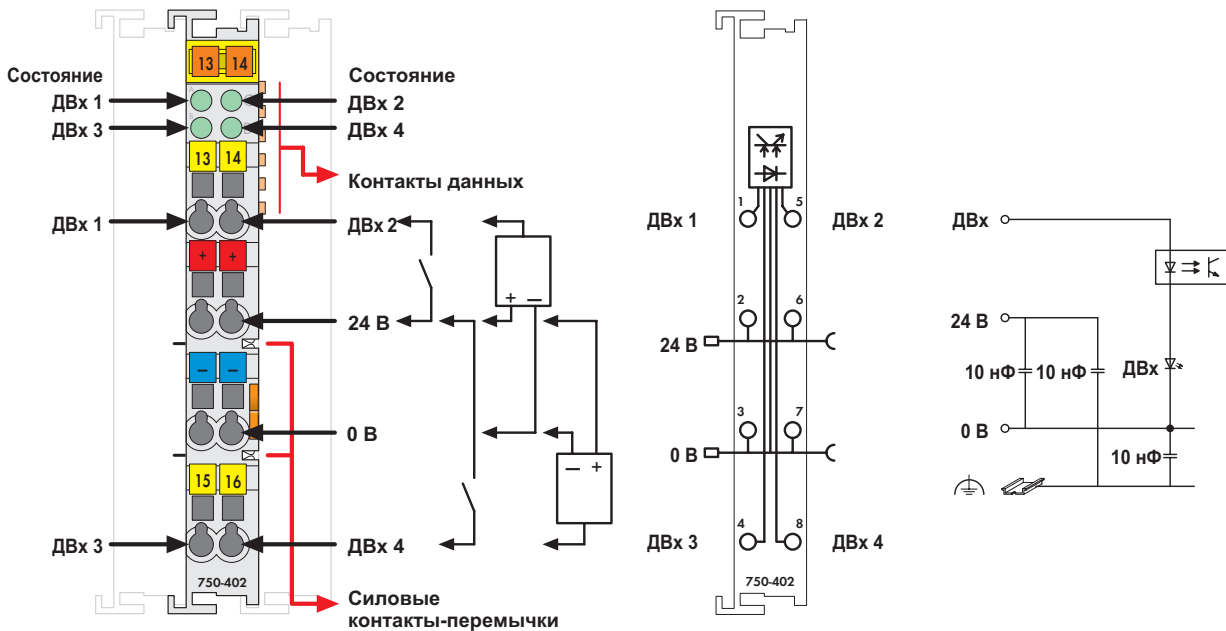 13 14
Состояние
ДВх 1
ДВх 3
Состояние
ДВх 2
ДВх 4
A
B
13 14
Контакты данных
ДВх 1
ДВх 2
+ +
24 В
+ −
− −
0 В
− +
15 16
ДВх 3
ДВх 4
750-402
Силовые
контакты-перемычки
1 5
ДВх 1
ДВх 2
2 6
24 В
3 7
0 В
4 8
ДВх 3
ДВх 4
750-402
ДВх
24 В
10 нФ
10 нФ
ДВх
0 В
10 нФ